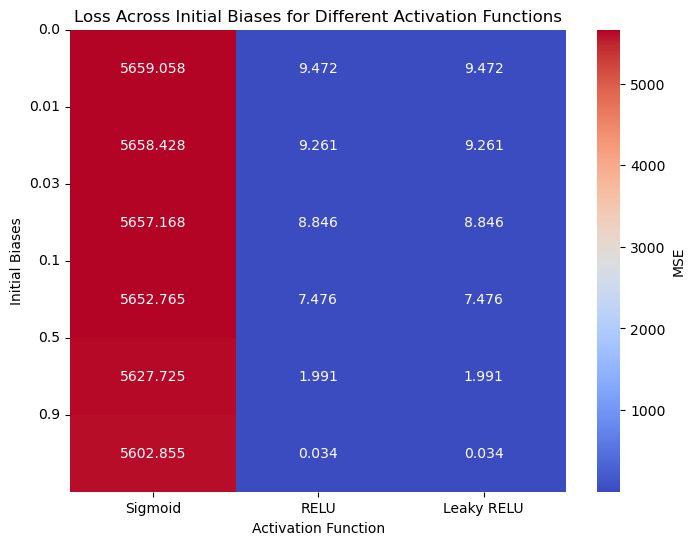 Loss Across Initial Biases for Different Activation Functions
0.0
5659.058 9.472 9.472
0.01
5658.428 9.261 9.261
0.03
5657.168 8.846 8.846
0.1
5652.765 7.476 7.476
0.5
5627.725 1.991 1.991
0.9
5602.855 0.034 0.034
Initial Biases
Sigmoid RELU Leaky RELU
Activation Function
5000
4000
3000
2000
1000
MSE